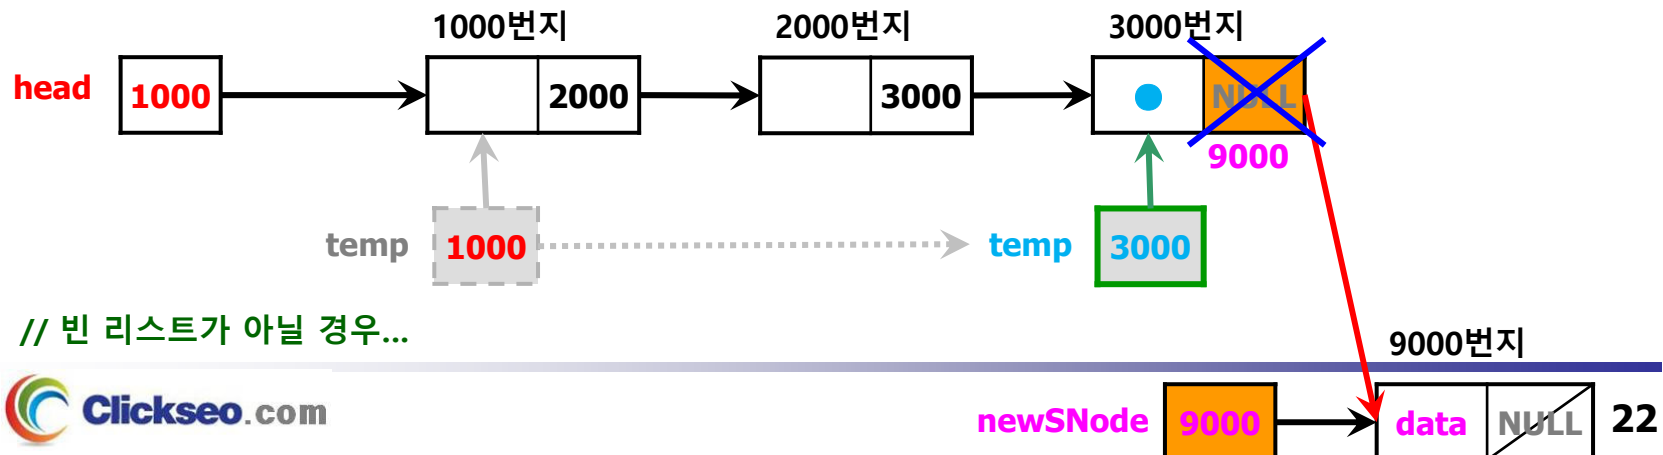 1000번지 2000번지 3000번지
head 1000 2000 3000 NULL
9000
temp 1000 temp 3000
// 빈 리스트가 아닐 경우...
9000번지
Clickseo.com newSNode 9000 data NULL 22